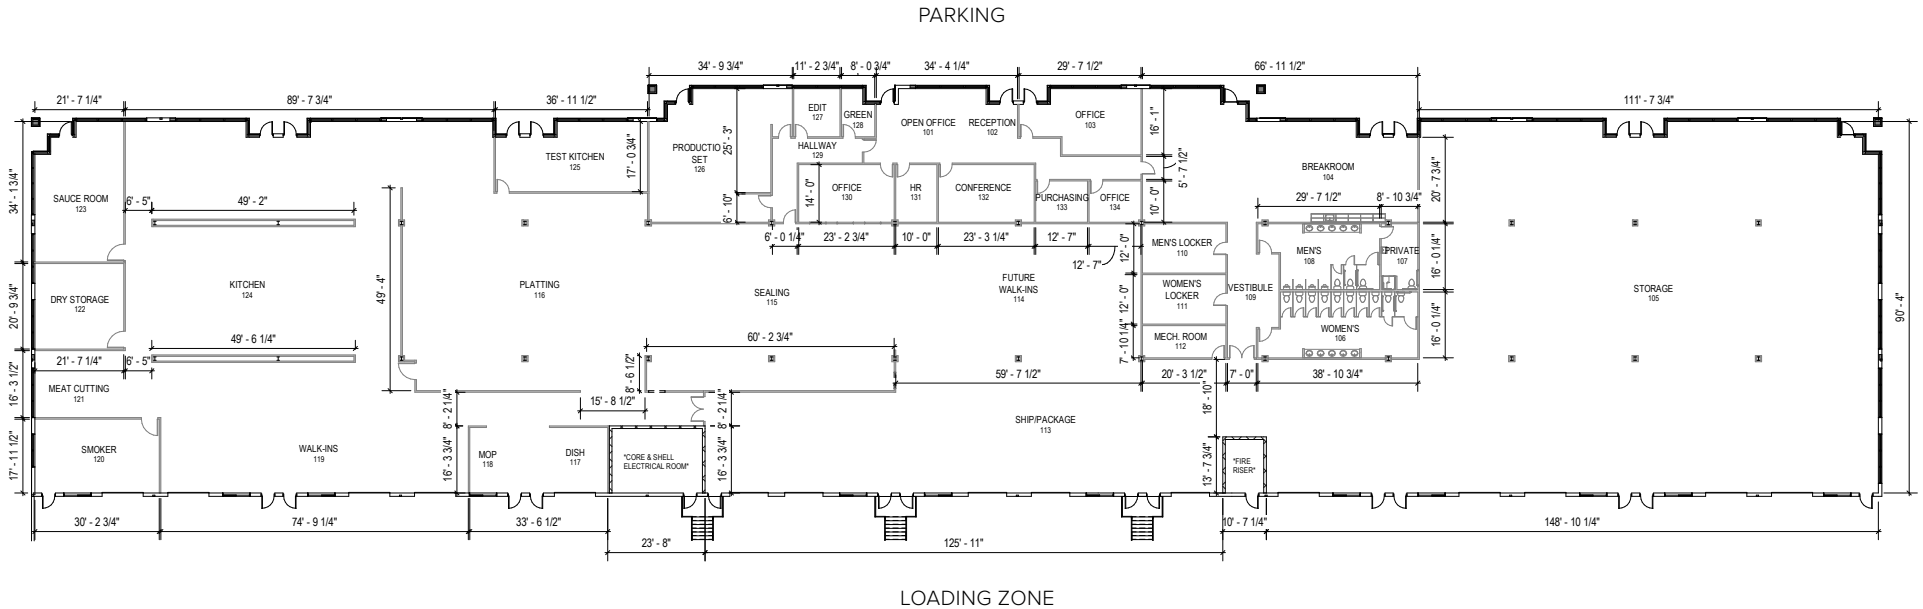 PARKING
34' - 9 3/4"
11' - 2 3/4"
8' - 0 3/4"
34' - 4 1/4"
29' - 7 1/2"
66' - 11 1/2"
21' - 7 1/4"
89' - 7 3/4"
36' - 11 1/2"
111' - 7 3/4"
EDIT
127
GREEN
128
OPEN OFFICE
101
RECEPTION
102
OFFICE
103
16' - 1"
25' - 3"
17' - 0 3/4"
TEST KITCHEN
125
PRODUCTIO
SET
126
HALLWAY
129
5' - 7 1/2"
BREAKROOM
104
20' - 7 3/4"
34' - 1 3/4"
SAUCE ROOM
123
6' - 5"
49' - 2"
6' - 10"
14' - 0"
OFFICE
130
HR
131
CONFERENCE
132
PURCHASING
133
OFFICE
134
10' - 0"
29' - 7 1/2"
8' - 10 3/4"
6' - 0 1/4"
23' - 2 3/4"
10' - 0"
23' - 3 1/4"
12' - 7"
12' - 7"
12' - 0"
MEN'S LOCKER
110
MEN'S
108
PRIVATE
107
16' - 0 1/4"
KITCHEN
124
49' - 4"
PLATTING
116
SEALING
115
FUTURE
WALK-INS
114
12' - 0"
WOMEN'S
LOCKER
111
VESTIBULE
109
STORAGE
105
90' - 4"
20' - 9 3/4"
DRY STORAGE
122
49' - 6 1/4"
60' - 2 3/4"
7' - 10 1/4"
MECH. ROOM
112
WOMEN'S
106
16' - 0 1/4"
21' - 7 1/4"
6' - 5"
8' - 6 1/2"
59' - 7 1/2"
20' - 3 1/2"
7' - 0"
38' - 10 3/4"
16' - 3 1/2"
MEAT CUTTING
121
8' - 2 1/4"
15' - 8 1/2"
8' - 2 1/4"
18' - 10"
SHIP/PACKAGE
113
17' - 11 1/2"
SMOKER
120
WALK-INS
119
16' - 3 3/4"
MOP
118
DISH
117
*CORE & SHELL
ELECTRICAL ROOM*
16' - 3 3/4"
13' - 7 3/4"
*FIRE
RISER*
30' - 2 3/4"
74' - 9 1/4"
33' - 6 1/2"
10' - 7 1/4"
148' - 10 1/4"
23' - 8"
125' - 11"
LOADING ZONE